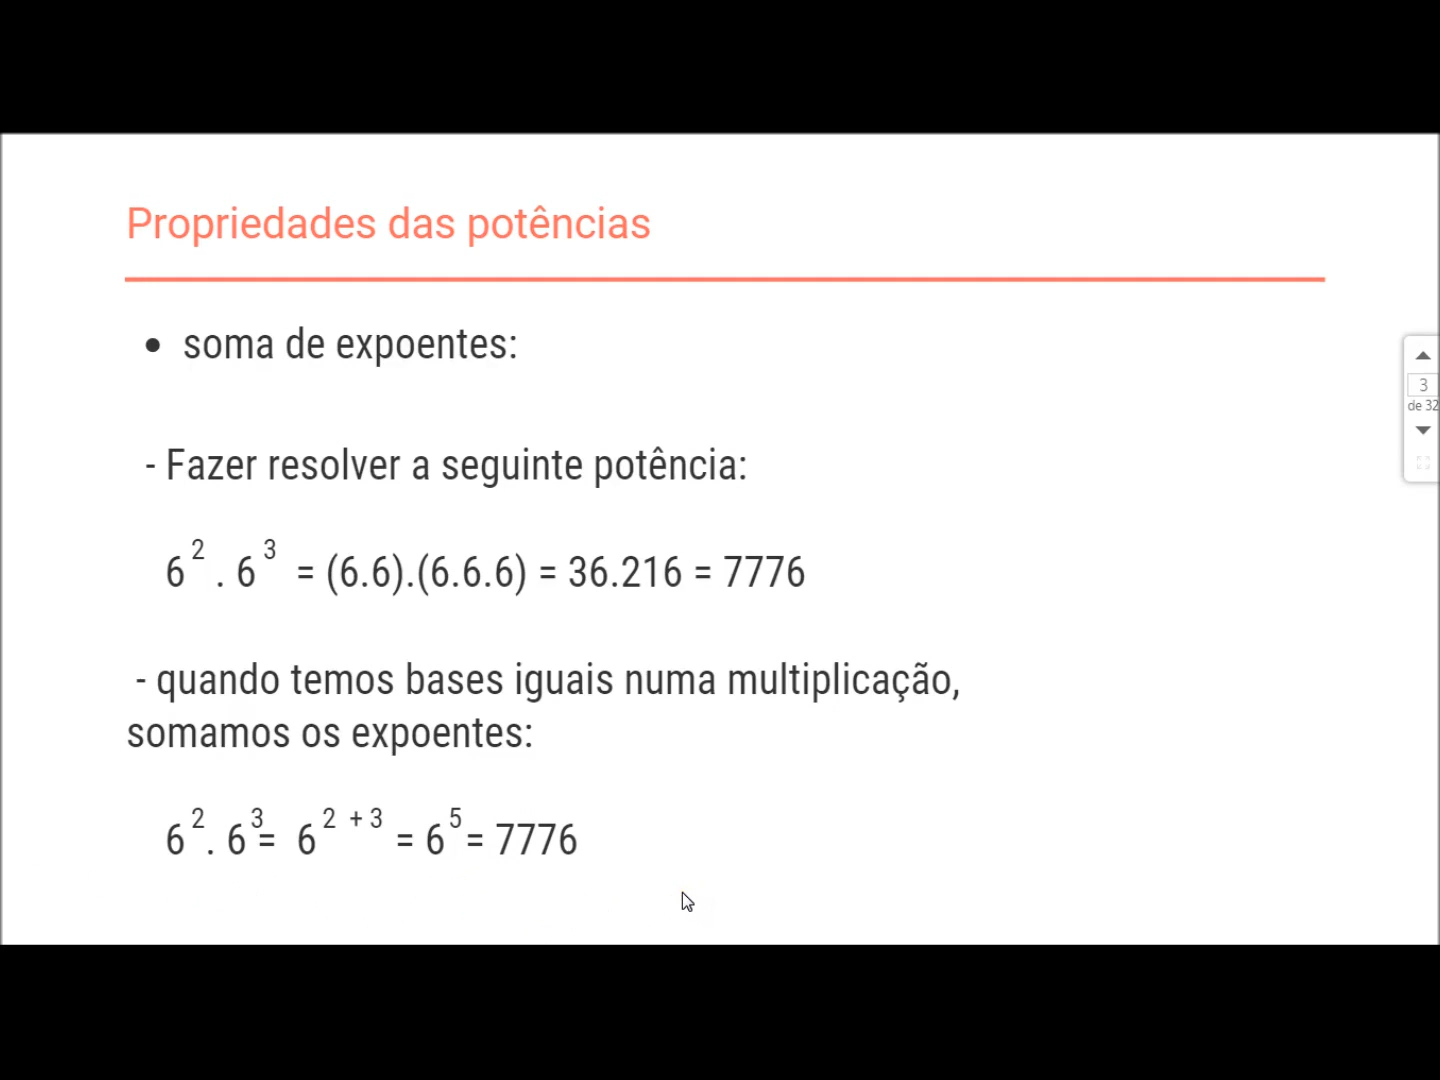 Propriedades das potências
• soma de expoentes:
- Fazer resolver a seguinte potência:
6² . 6³ = (6.6).(6.6.6) = 36.216 = 7776
- quando temos bases iguais numa multiplicação,
somamos os expoentes:
6². 6³= 6² ⁺ ³ = 6⁵= 7776
3
de 32